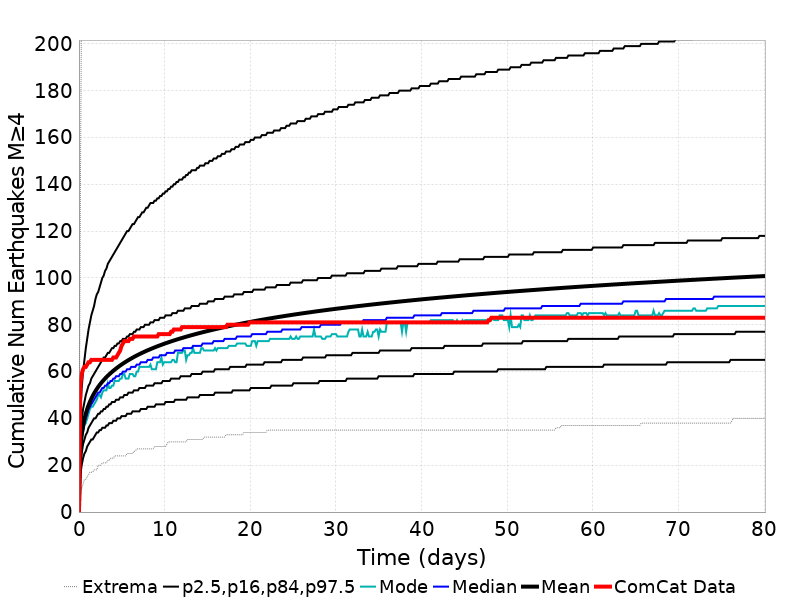 Cumulative Num Earthquakes M≥4
200
180
160
140
120
100
80
60
40
20
0
0 10 20 30 40 50 60 70 80
Time (days)
Extrema p2.5,p16,p84,p97.5 Mode Median Mean ComCat Data